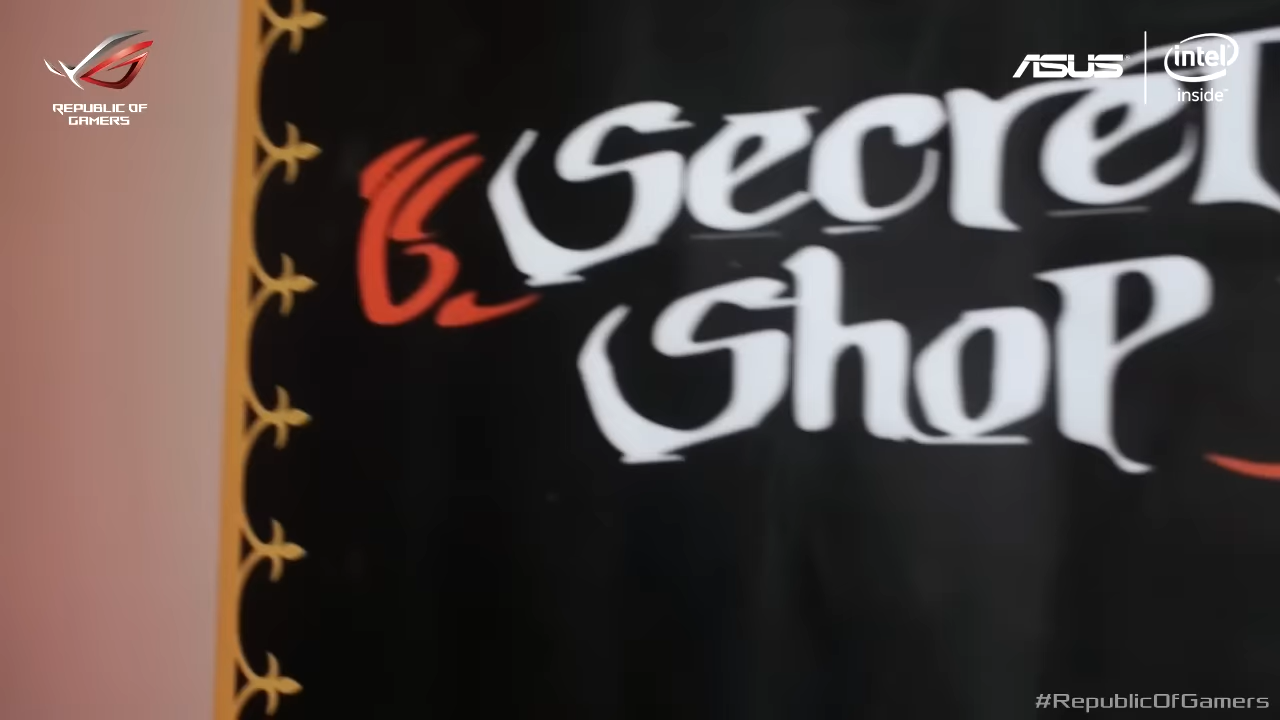 REPUBLIC OF
GAMERS
ASUS
intel
inside
Secret
Shop
#RepublicOfGamers